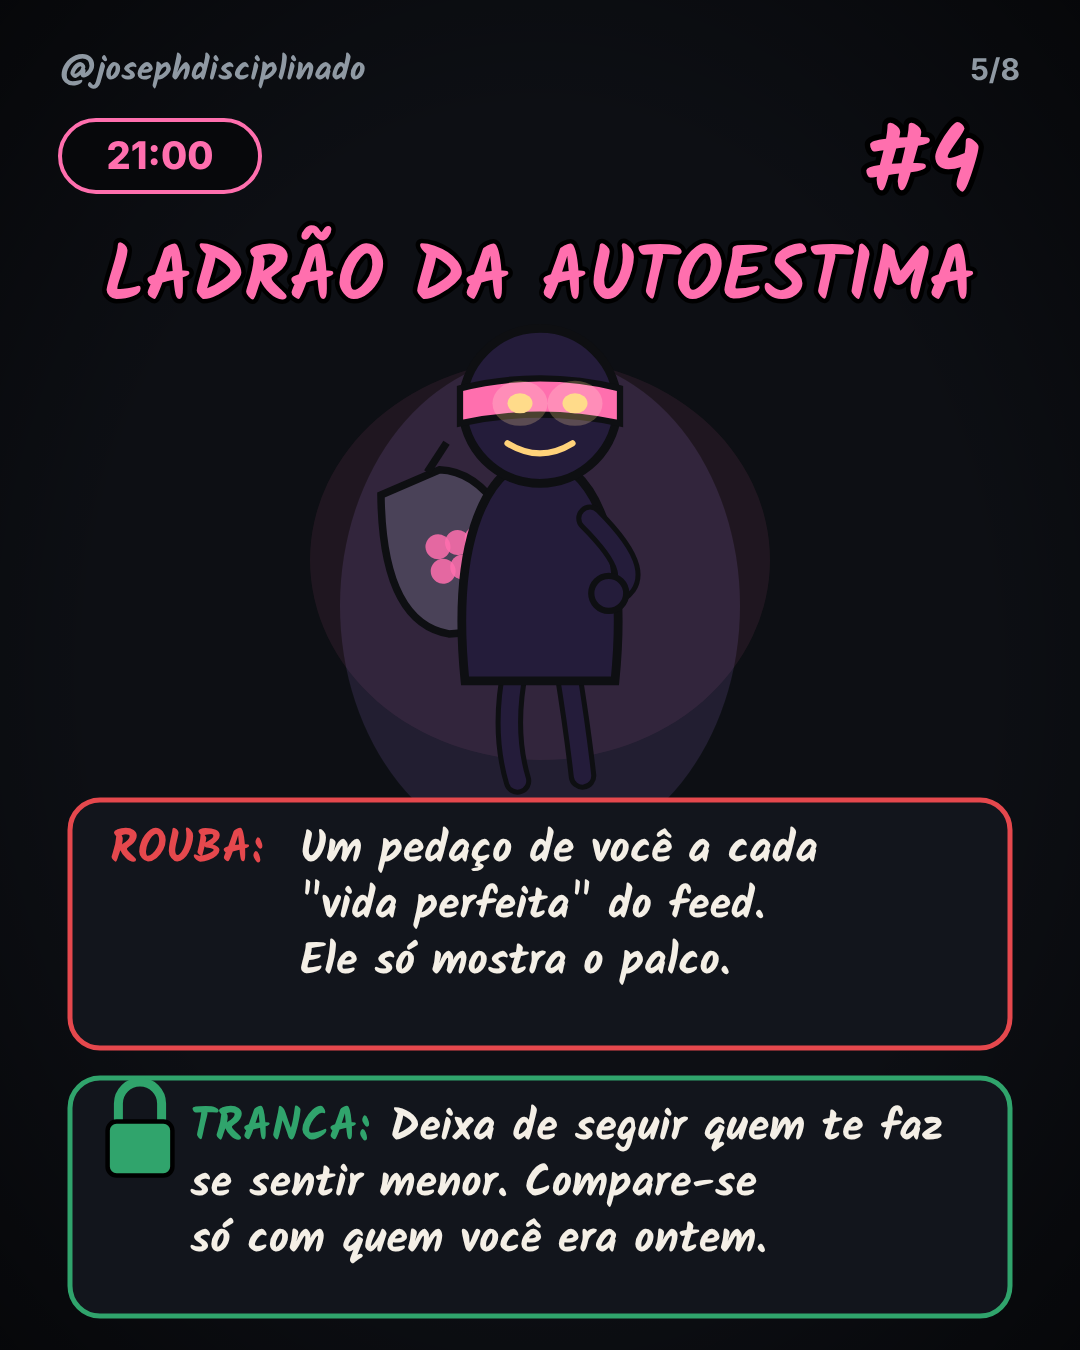 @josephdisciplinado
5/8
21:00
#4
LADRÃO DA AUTOESTIMA
ROUBA: Um pedaço de você a cada
"vida perfeita" do feed.
Ele só mostra o palco.
TRANCA: Deixa de seguir quem te faz
se sentir menor. Compare-se
só com quem você era ontem.